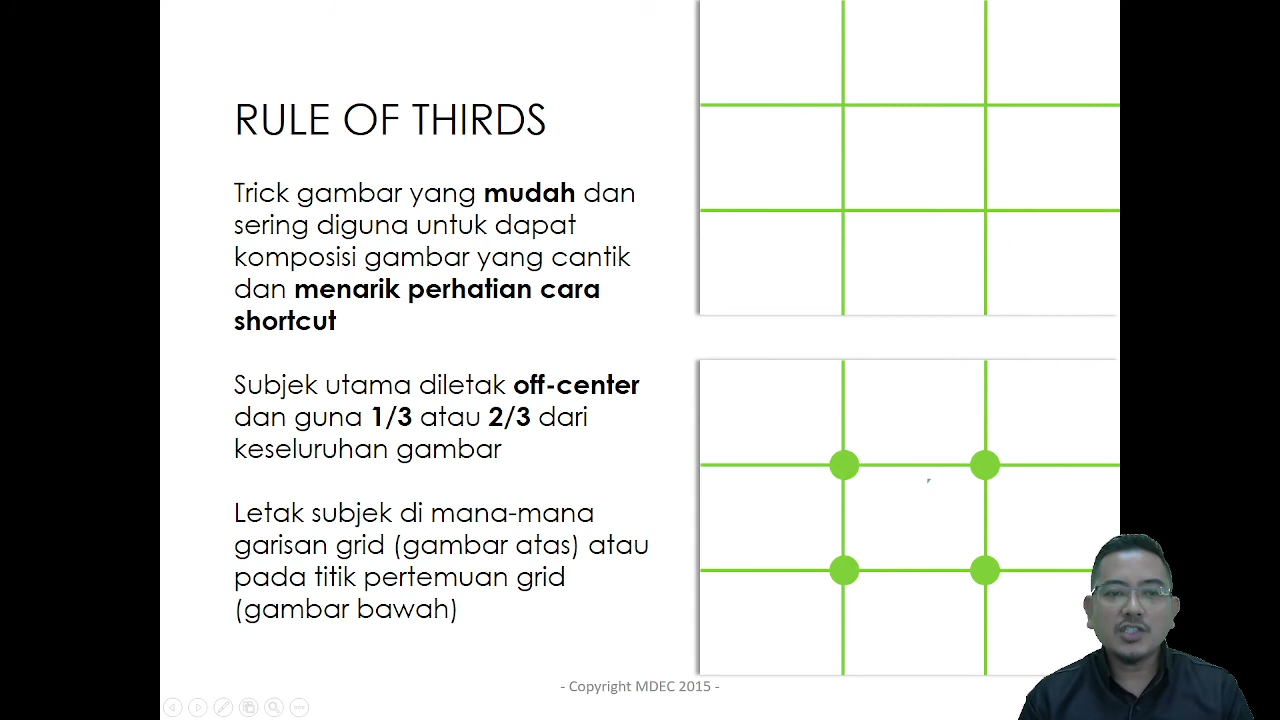 RULE OF THIRDS
Trick gambar yang mudah dan
sering diguna untuk dapat
komposisi gambar yang cantik
dan menarik perhatian cara
shortcut
Subjek utama diletak off-center
dan guna 1/3 atau 2/3 dari
keseluruhan gambar
Letak subjek di mana-mana
garisan grid (gambar atas) atau
pada titik pertemuan grid
(gambar bawah)
- Copyright MDEC 2015 -